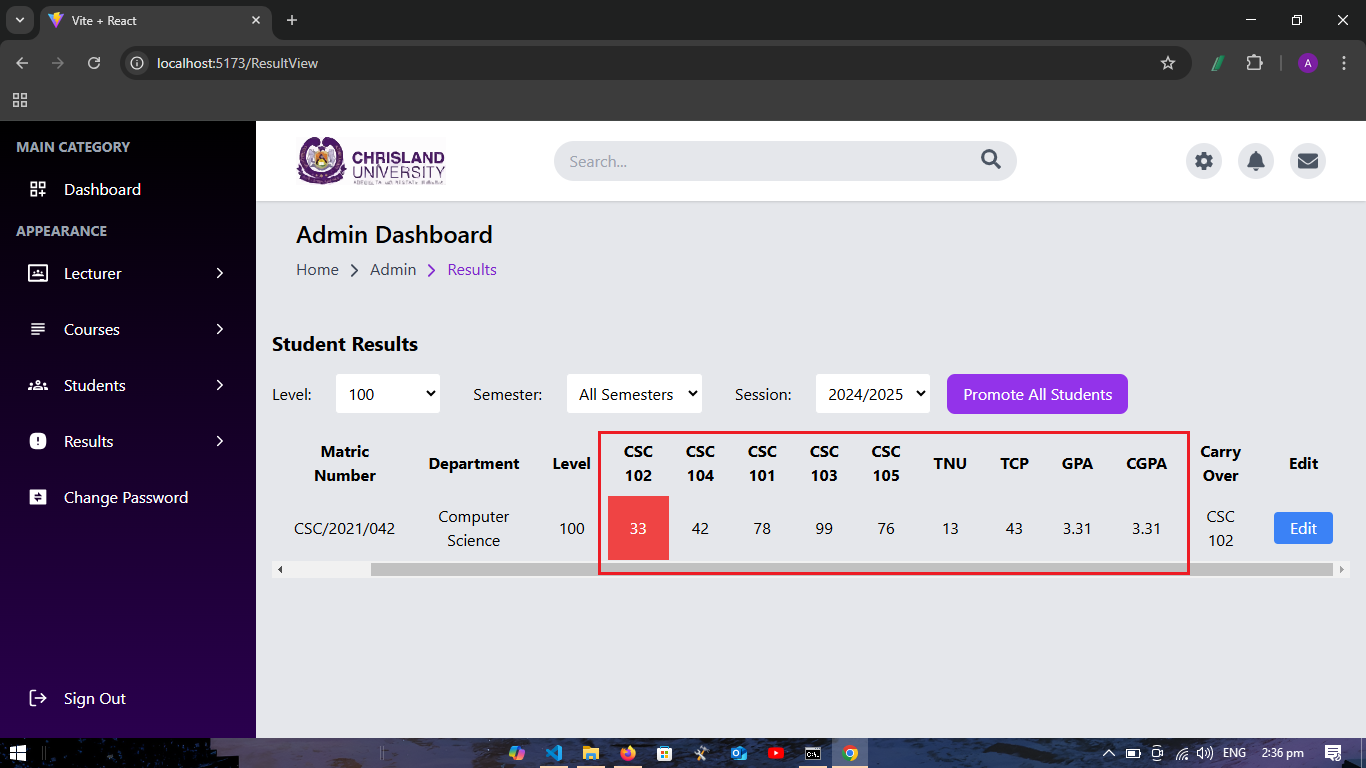 Vite + React
localhost:5173/ResultView
A
MAIN CATEGORY
Dashboard
APPEARANCE
Lecturer
Courses
Students
Results
Change Password
Sign Out
CHRISLAND
UNIVERSITY
Search...
Admin Dashboard
Home Admin Results
Student Results
Level: 100 Semester: All Semesters Session: 2024/2025 Promote All Students
Matric Number Department Level CSC 102 CSC 104 CSC 101 CSC 103 CSC 105 TNU TCP GPA CGPA Carry Over Edit
CSC/2021/042 Computer Science 100 33 42 78 99 76 13 43 3.31 3.31 CSC 102 Edit
ENG 2:36 pm